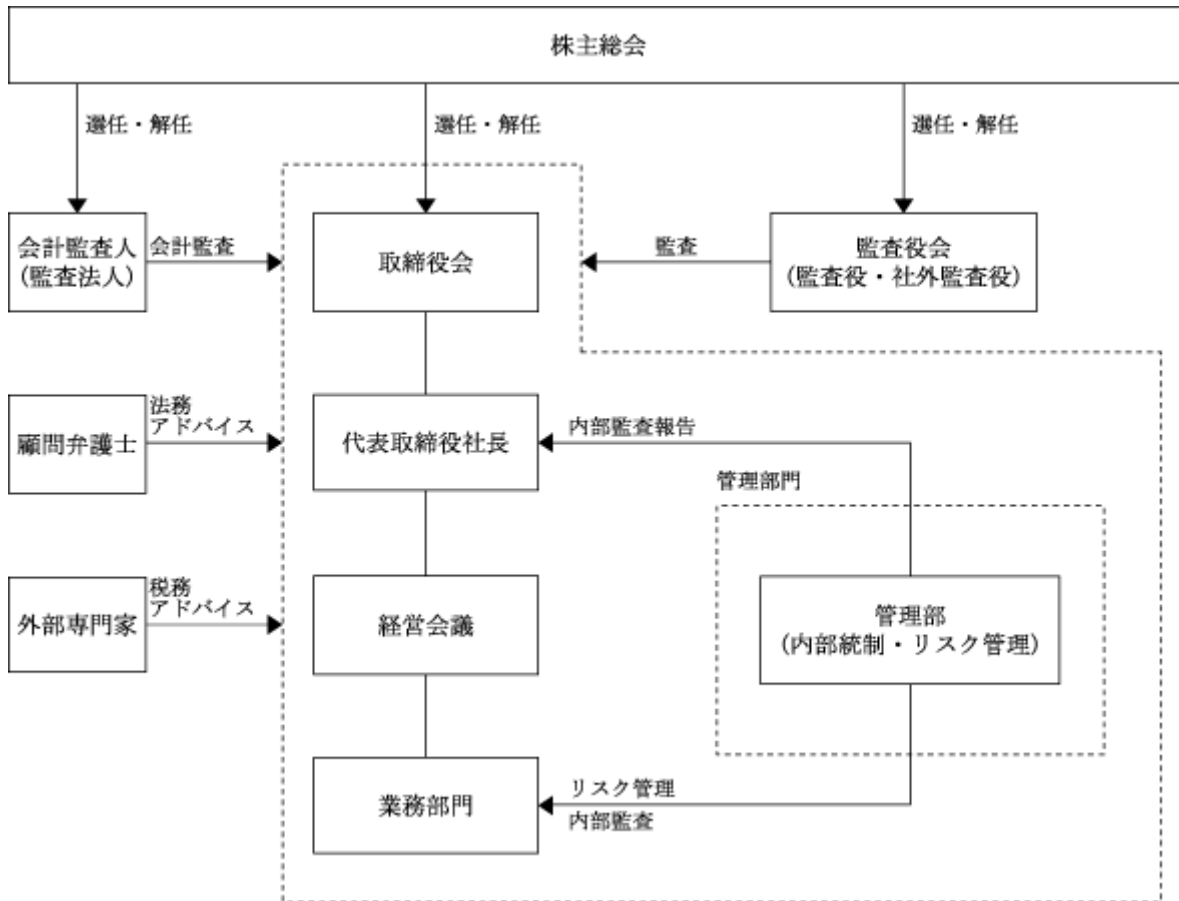 株主総会
選任・解任
選任・解任
選任・解任
会計監査人
(監査法人)
会計監査
取締役会
監査
監査役会
(監査役・社外監査役)
顧問弁護士
法務
アドバイス
代表取締役社長
内部監査報告
管理部門
外部専門家
税務
アドバイス
経営会議
管理部
(内部統制・リスク管理)
業務部門
リスク管理
内部監査